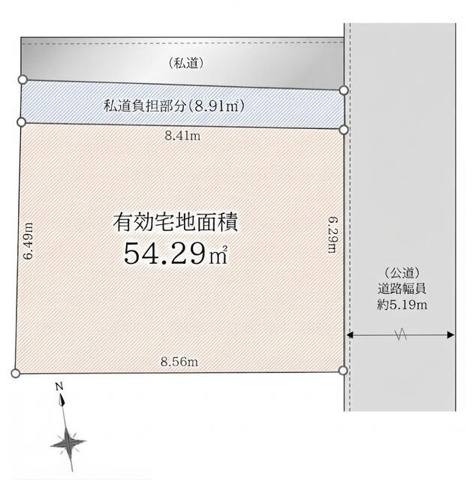 (私道)
私道負担部分(8.91㎡)
8.41m
有効宅地面積
54.29㎡
6.49m
6.29m
(公道)
道路幅員
約5.19m
8.56m
N